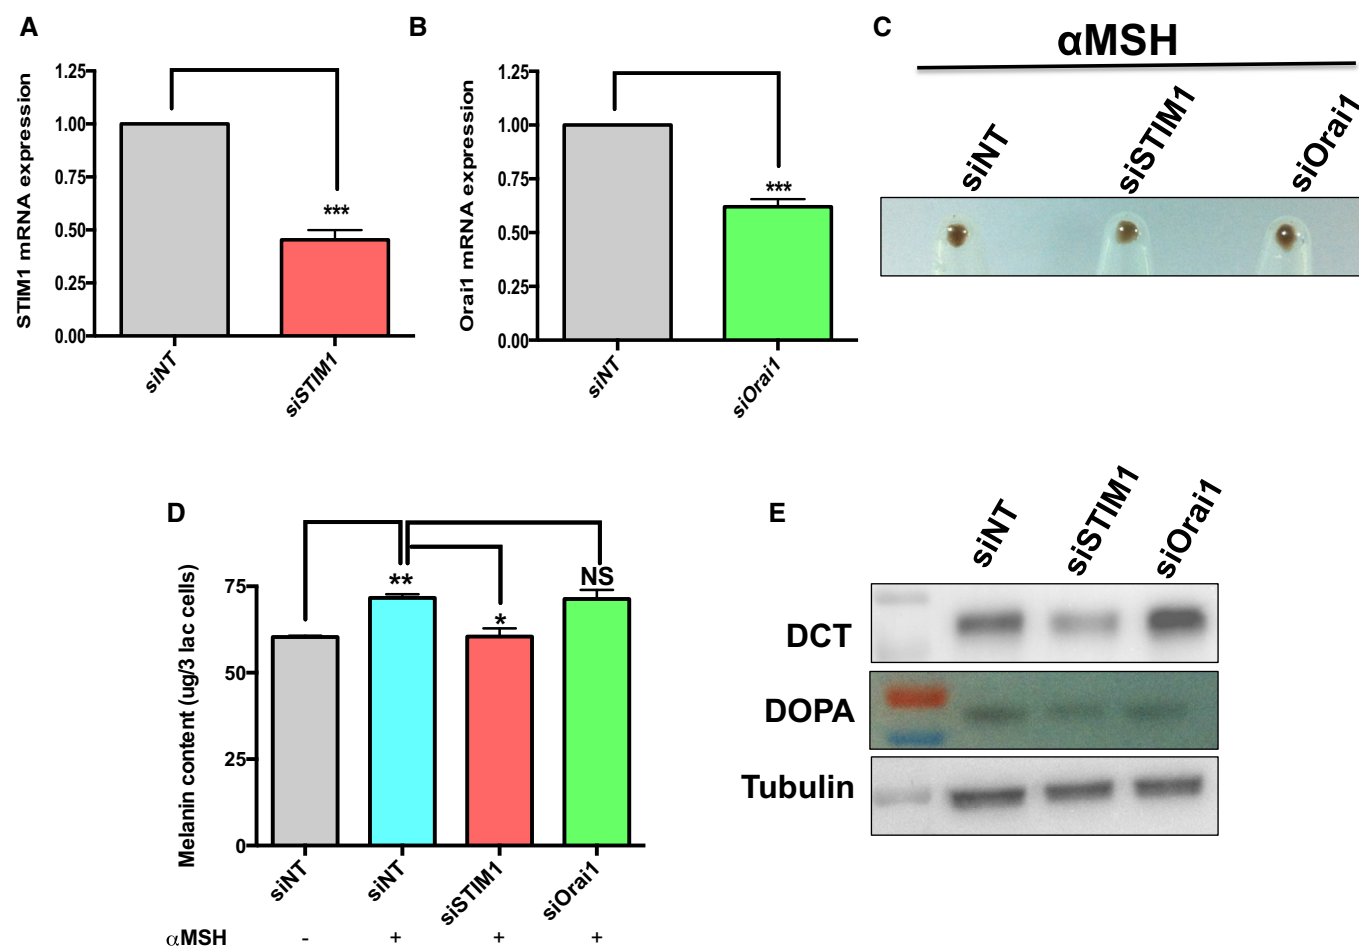 A
STIM1 mRNA expression
1.25
1.00
0.75
0.50
0.25
0.00
***
siNT
siSTIM1
B
Orai1 mRNA expression
1.25
1.00
0.75
0.50
0.25
0.00
***
siNT
siOrai1
C
αMSH
siNT
siSTIM1
siOrai1
D
Melanin content (ug/3 lac cells)
75
50
25
0
**
*
NS
siNT
siNT
siSTIM1
siOrai1
αMSH - + + +
E
siNT
siSTIM1
siOrai1
DCT
DOPA
Tubulin